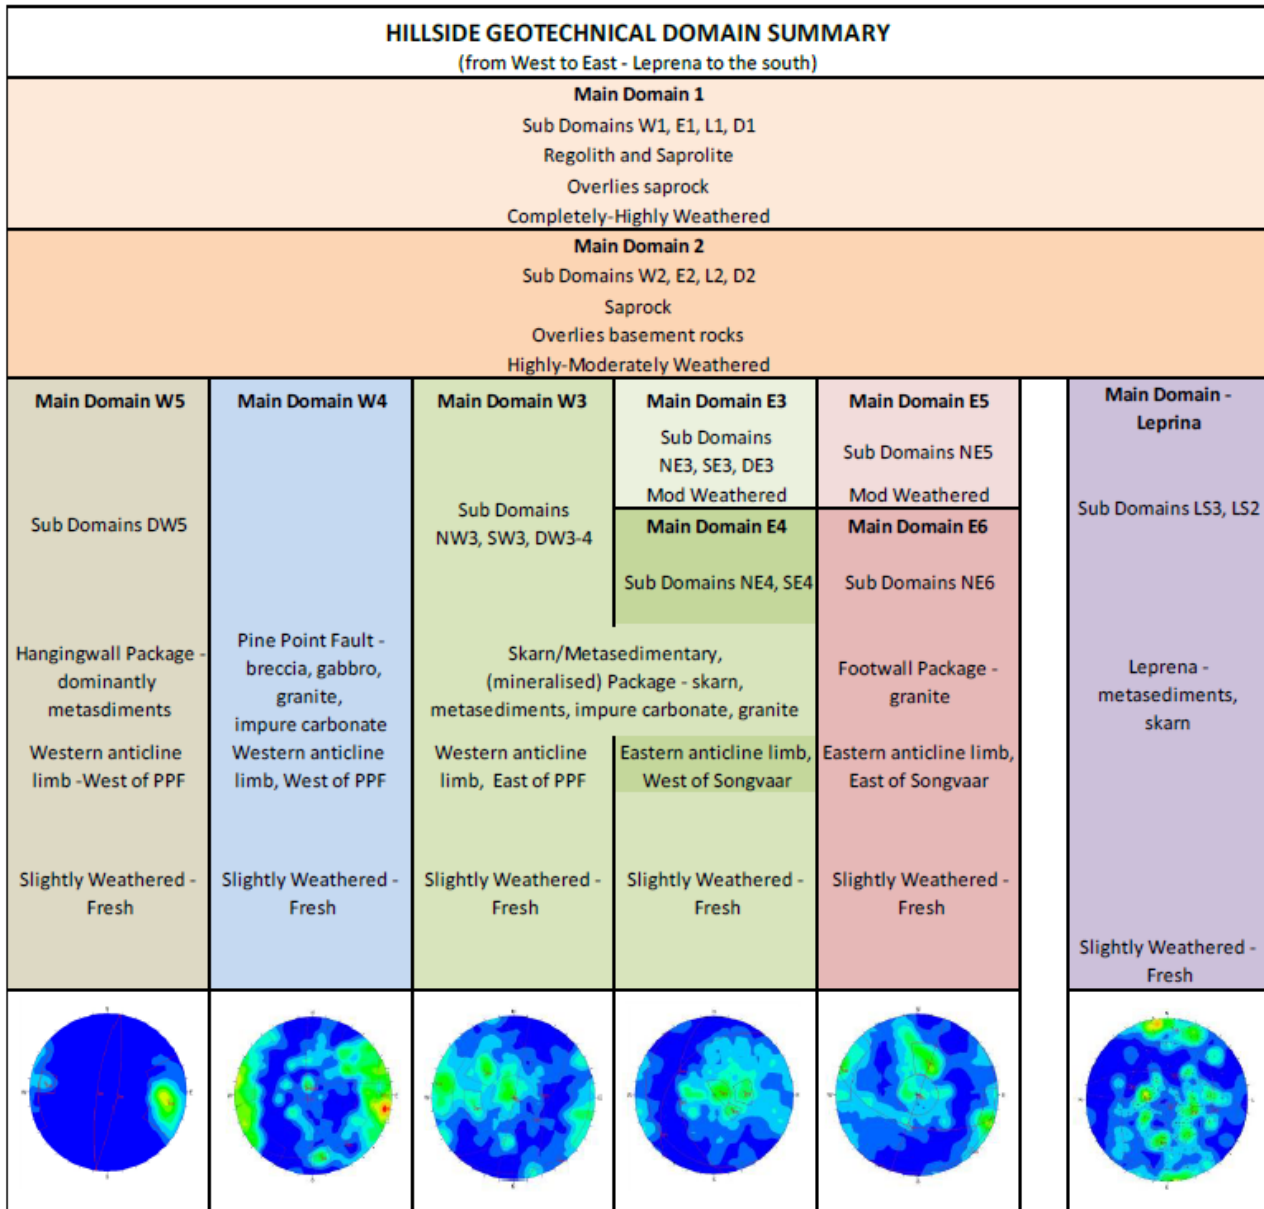 HILLSIDE GEOTECHNICAL DOMAIN SUMMARY
(from West to East - Leprena to the south)
Main Domain 1
Sub Domains W1, E1, L1, D1
Regolith and Saprolite
Overlies saprock
Completely-Highly Weathered
Main Domain 2
Sub Domains W2, E2, L2, D2
Saprock
Overlies basement rocks
Highly-Moderately Weathered
Main Domain W5
Sub Domains DW5
Hangingwall Package -
dominantly
metasdiments
Western anticline
limb -West of PPF
Slightly Weathered -
Fresh
Main Domain W4
Pine Point Fault -
breccia, gabbro,
granite,
impure carbonate
Western anticline
limb, West of PPF
Slightly Weathered -
Fresh
Main Domain W3
Sub Domains
NW3, SW3, DW3-4
Main Domain E3
Sub Domains
NE3, SE3, DE3
Mod Weathered
Main Domain E4
Sub Domains NE4, SE4
Skarn/Metasedimentary,
(mineralised) Package - skarn,
metasediments, impure carbonate, granite
Western anticline
limb, East of PPF
Slightly Weathered -
Fresh
Eastern anticline limb,
West of Songvaar
Slightly Weathered -
Fresh
Main Domain E5
Sub Domains NE5
Mod Weathered
Main Domain E6
Sub Domains NE6
Footwall Package -
granite
Eastern anticline limb,
East of Songvaar
Slightly Weathered -
Fresh
Main Domain -
Leprina
Sub Domains LS3, LS2
Leprena -
metasediments,
skarn
Slightly Weathered -
Fresh